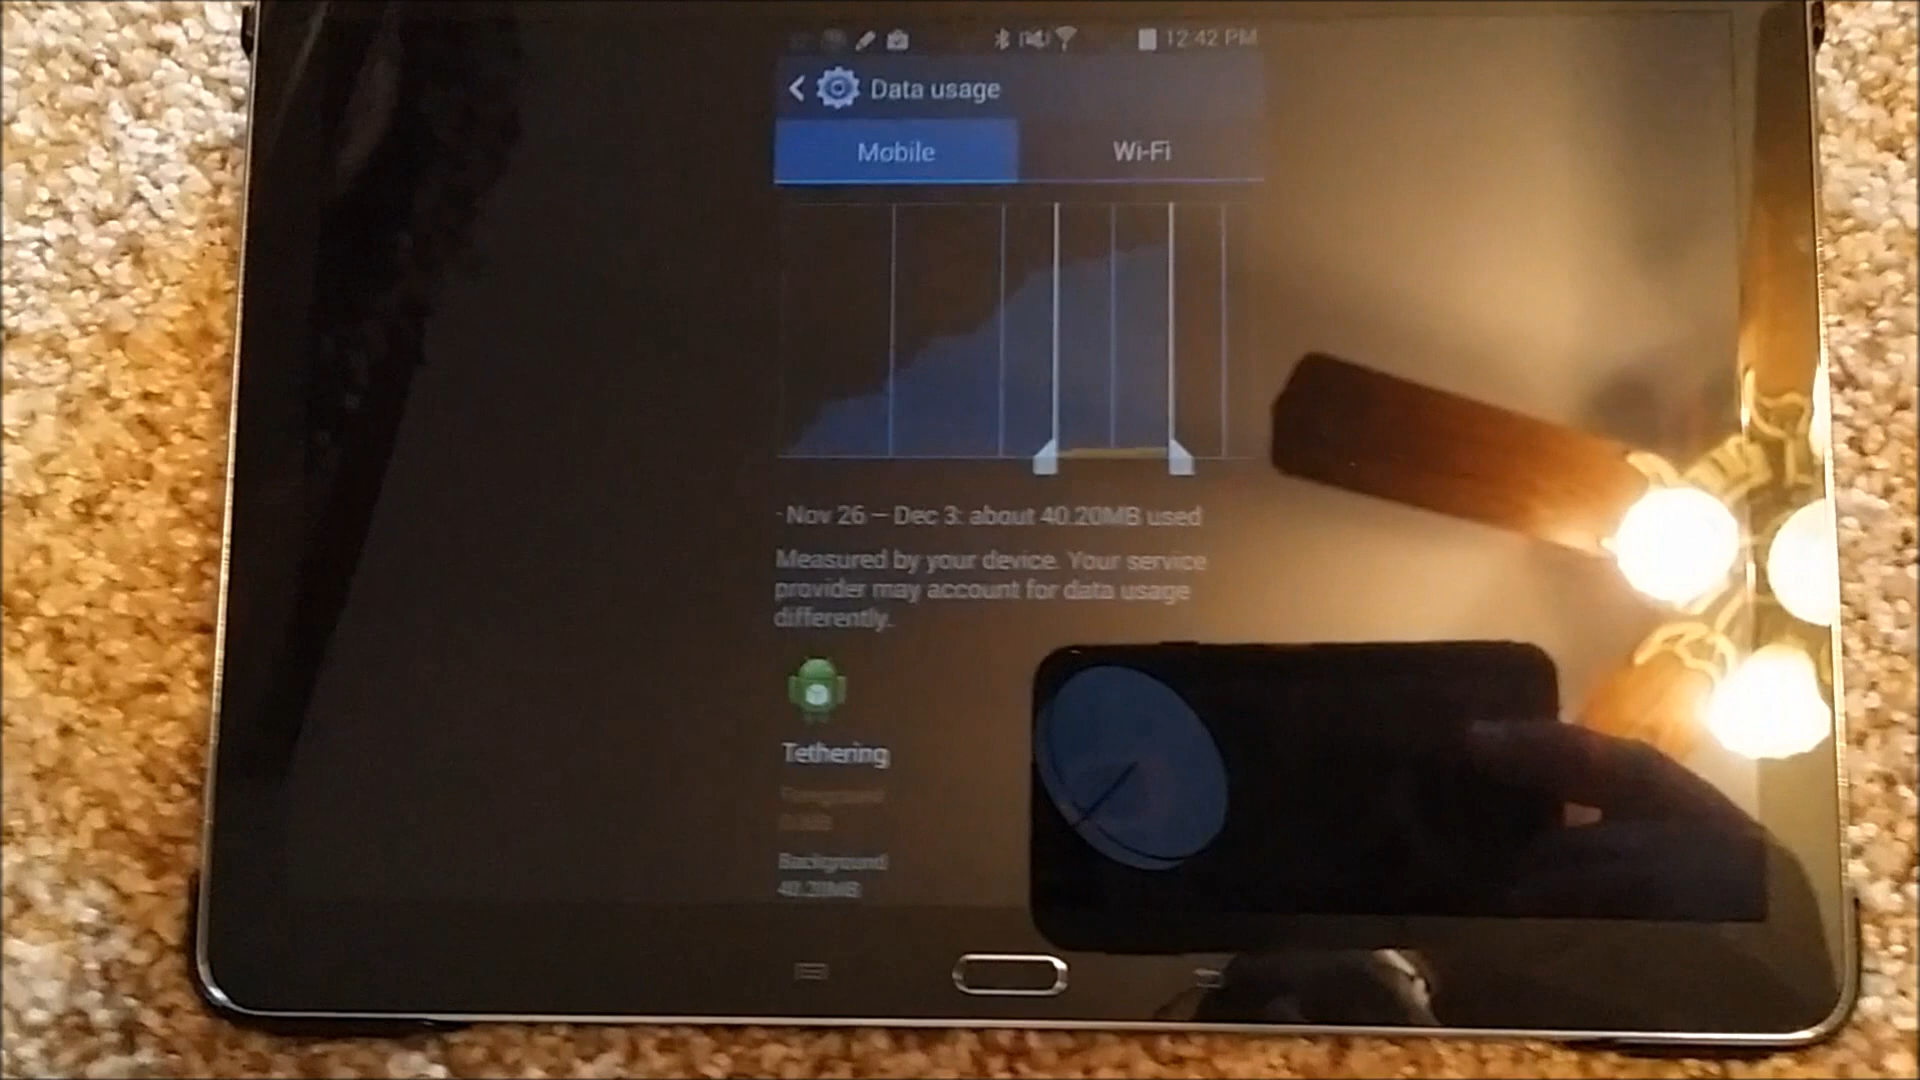 12:42 PM
Data usage
Mobile
Wi-Fi
Nov 26 – Dec 3: about 40.20MB used
Measured by your device. Your service
provider may account for data usage
differently.
Tethering
Foreground
Background
40.20MB